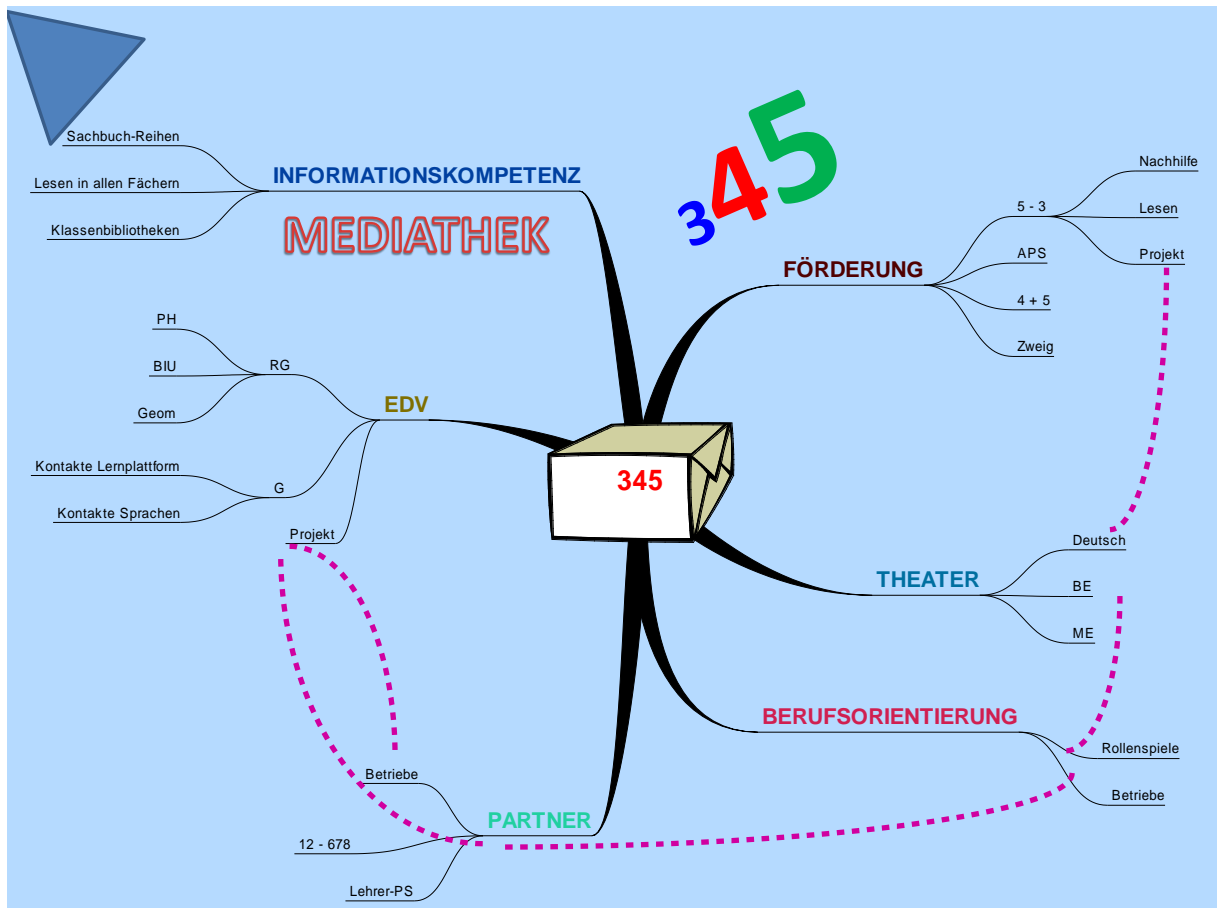 Sachbuch-Reihen
Lesen in allen Fächern
Klassenbibliotheken
INFORMATIONSKOMPETENZ
MEDIATHEK
345
Nachhilfe
5 - 3
Lesen
Projekt
APS
4 + 5
Zweig
FÖRDERUNG
PH
BIU
Geom
RG
EDV
Kontakte Lernplattform
Kontakte Sprachen
G
Projekt
345
Deutsch
THEATER
BE
ME
BERUFSORIENTIERUNG
Rollenspiele
Betriebe
Betriebe
PARTNER
12 - 678
Lehrer-PS